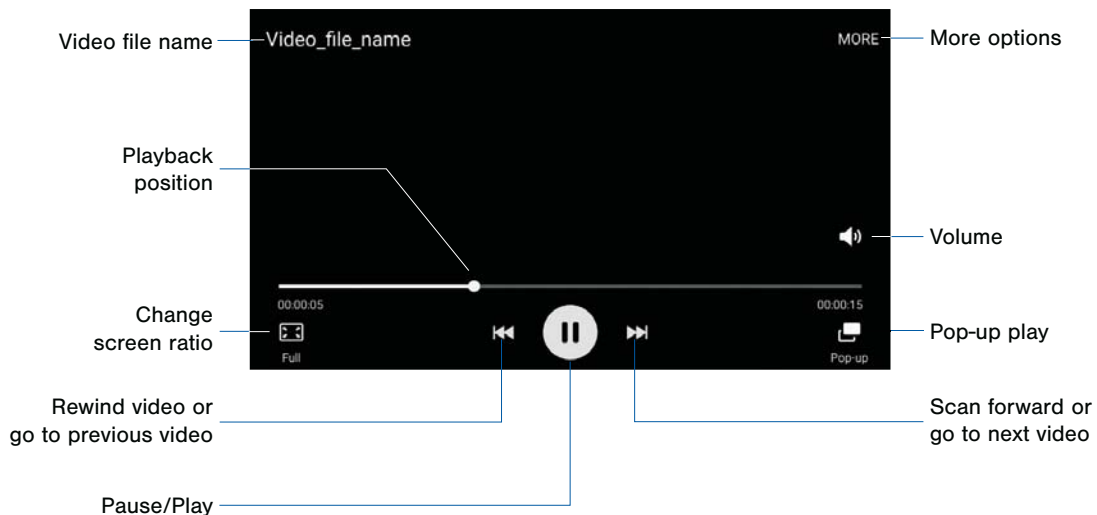 Video file name
Video_file_name
MORE
More options
Playback
position
Volume
00:00:05
00:00:15
Change
screen ratio
Full
Pop-up
Pop-up play
Rewind video or
go to previous video
Scan forward or
go to next video
Pause/Play